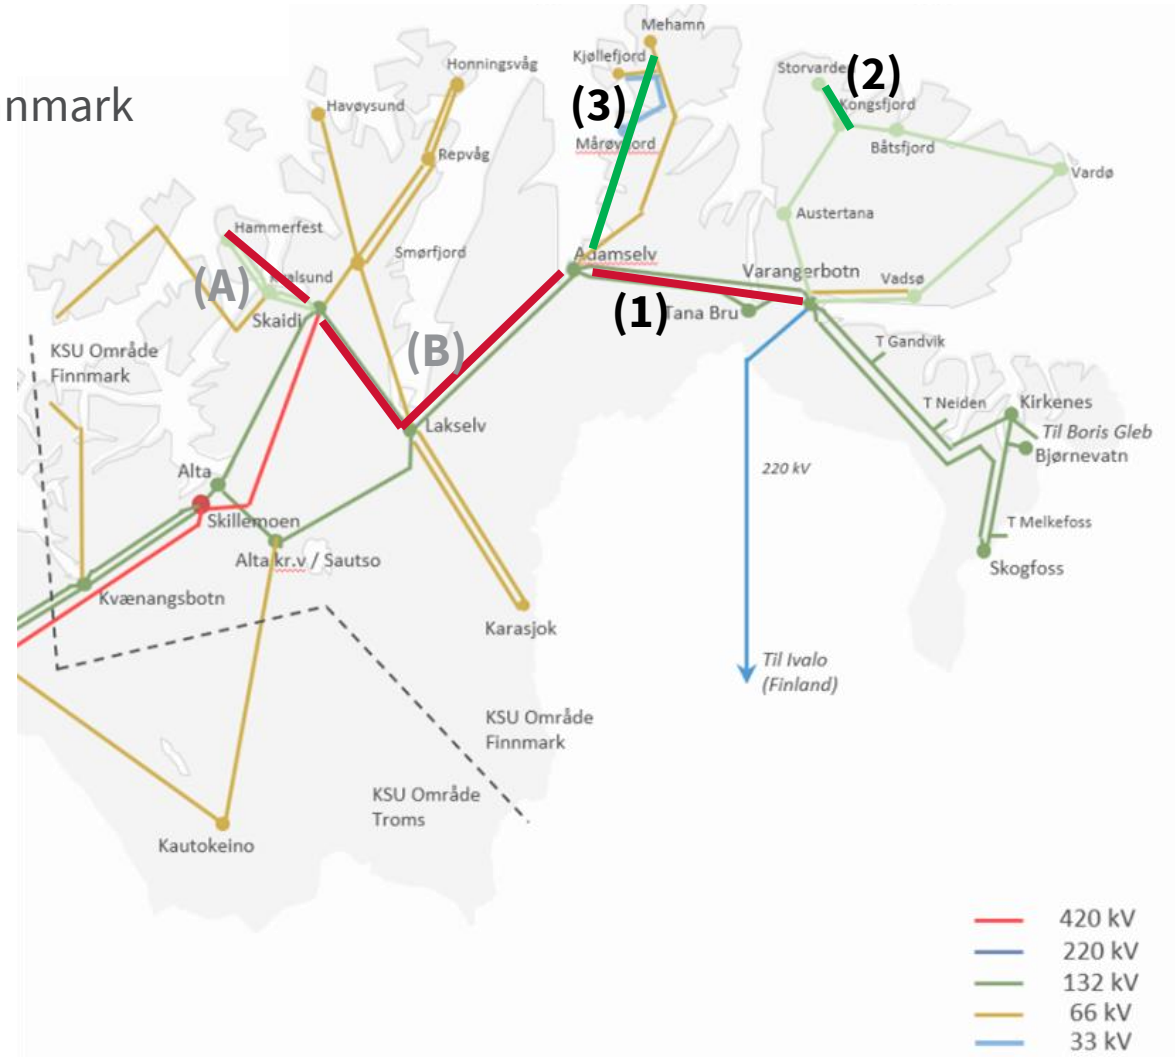 nmark
Mehamn
Kjøllefjord
Honningsvåg
Storvarde
(2)
Havøysund
(3)
Kongsfjord
Båtsfjord
Mårøyfjord
Repvåg
Vardø
Austertana
Hammerfest
Smørfjord
Adamselv
Varangerbotn
Vadsø
(A)
Kvalsund
Skaidi
(1)
Tana Bru
KSU Område
Finnmark
(B)
T Gandvik
T Neiden
Kirkenes
Til Boris Gleb
Bjørnevatn
Lakselv
Alta
220 kV
Skillemoen
T Melkefoss
Alta kr.v / Sautso
Skogfoss
Kvænangsbotn
Karasjok
Til Ivalo
(Finland)
KSU Område
Finnmark
KSU Område
Troms
Kautokeino
420 kV
220 kV
132 kV
66 kV
33 kV